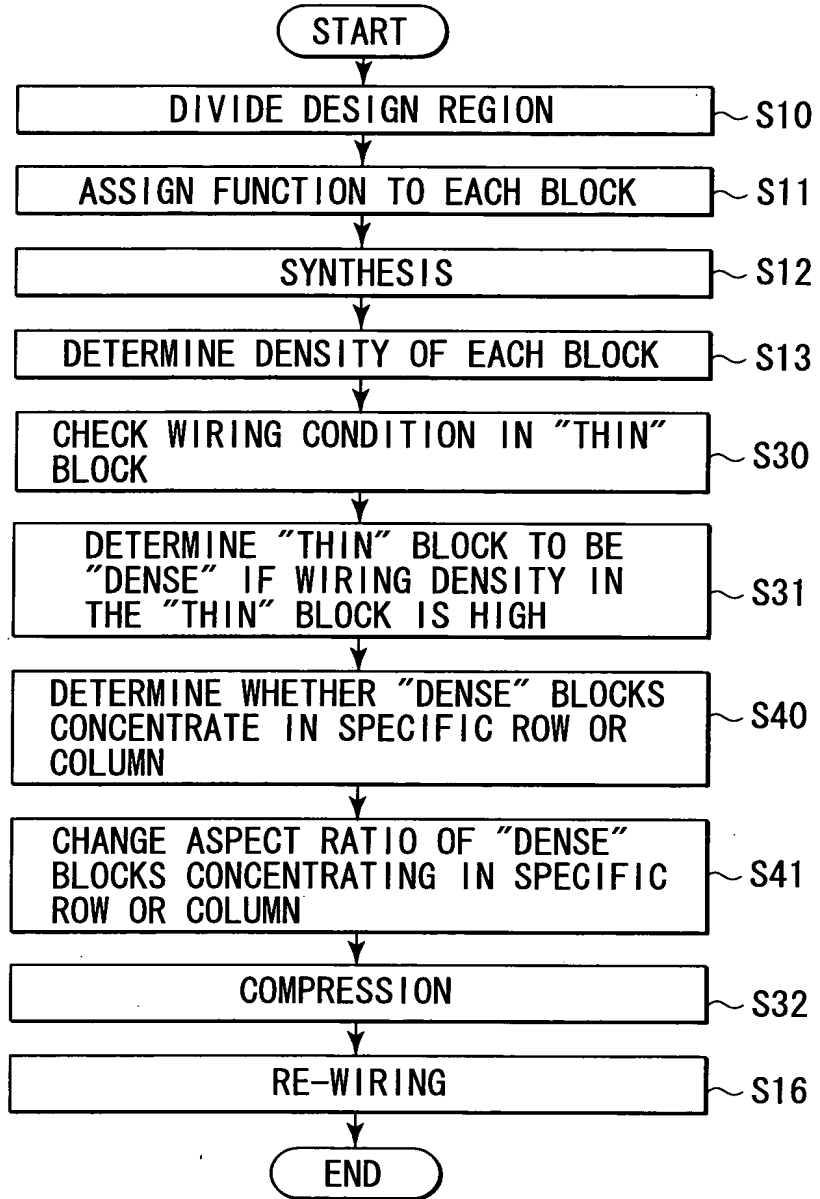 START
DIVIDE DESIGN REGION
S10
ASSIGN FUNCTION TO EACH BLOCK
S11
SYNTHESIS
S12
DETERMINE DENSITY OF EACH BLOCK
S13
CHECK WIRING CONDITION IN "THIN"
BLOCK
S30
DETERMINE "THIN" BLOCK TO BE
"DENSE" IF WIRING DENSITY IN
THE "THIN" BLOCK IS HIGH
S31
DETERMINE WHETHER "DENSE" BLOCKS
CONCENTRATE IN SPECIFIC ROW OR
COLUMN
S40
CHANGE ASPECT RATIO OF "DENSE"
BLOCKS CONCENTRATING IN SPECIFIC
ROW OR COLUMN
S41
COMPRESSION
S32
RE-WIRING
S16
END